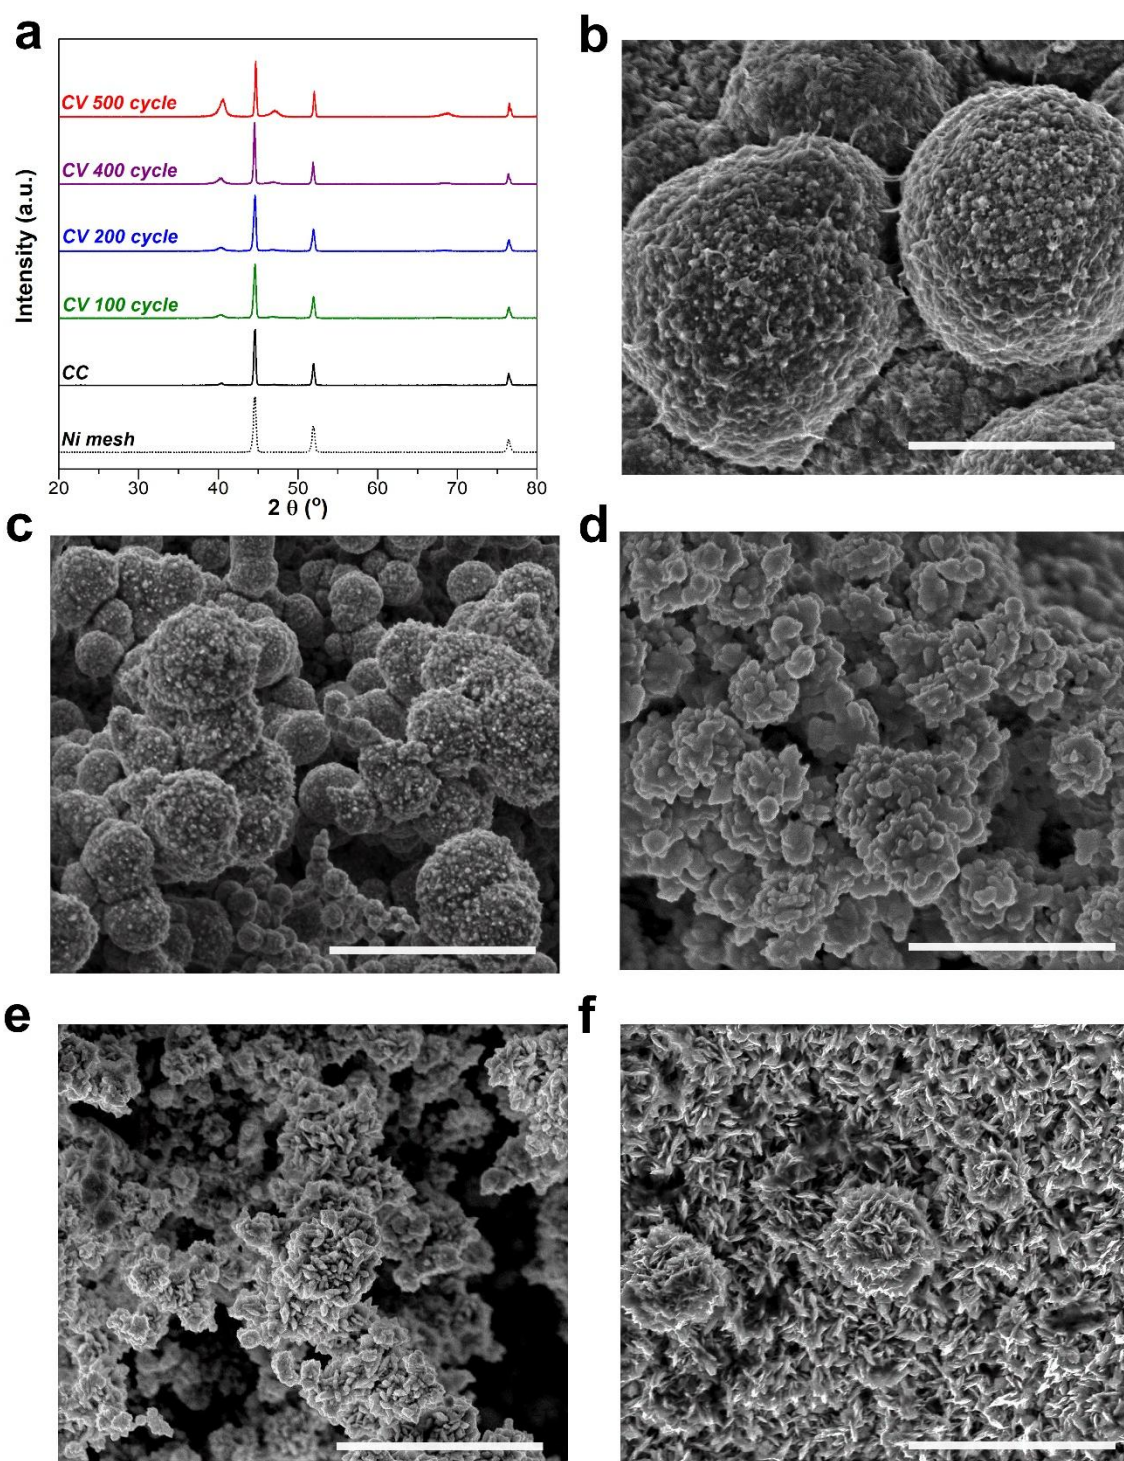 a
b
CV 500 cycle
CV 400 cycle
CV 200 cycle
CV 100 cycle
CC
Ni mesh
Intensity (a.u.)
20 30 40 50 60 70 80
2 θ (°)
c
d
e
f